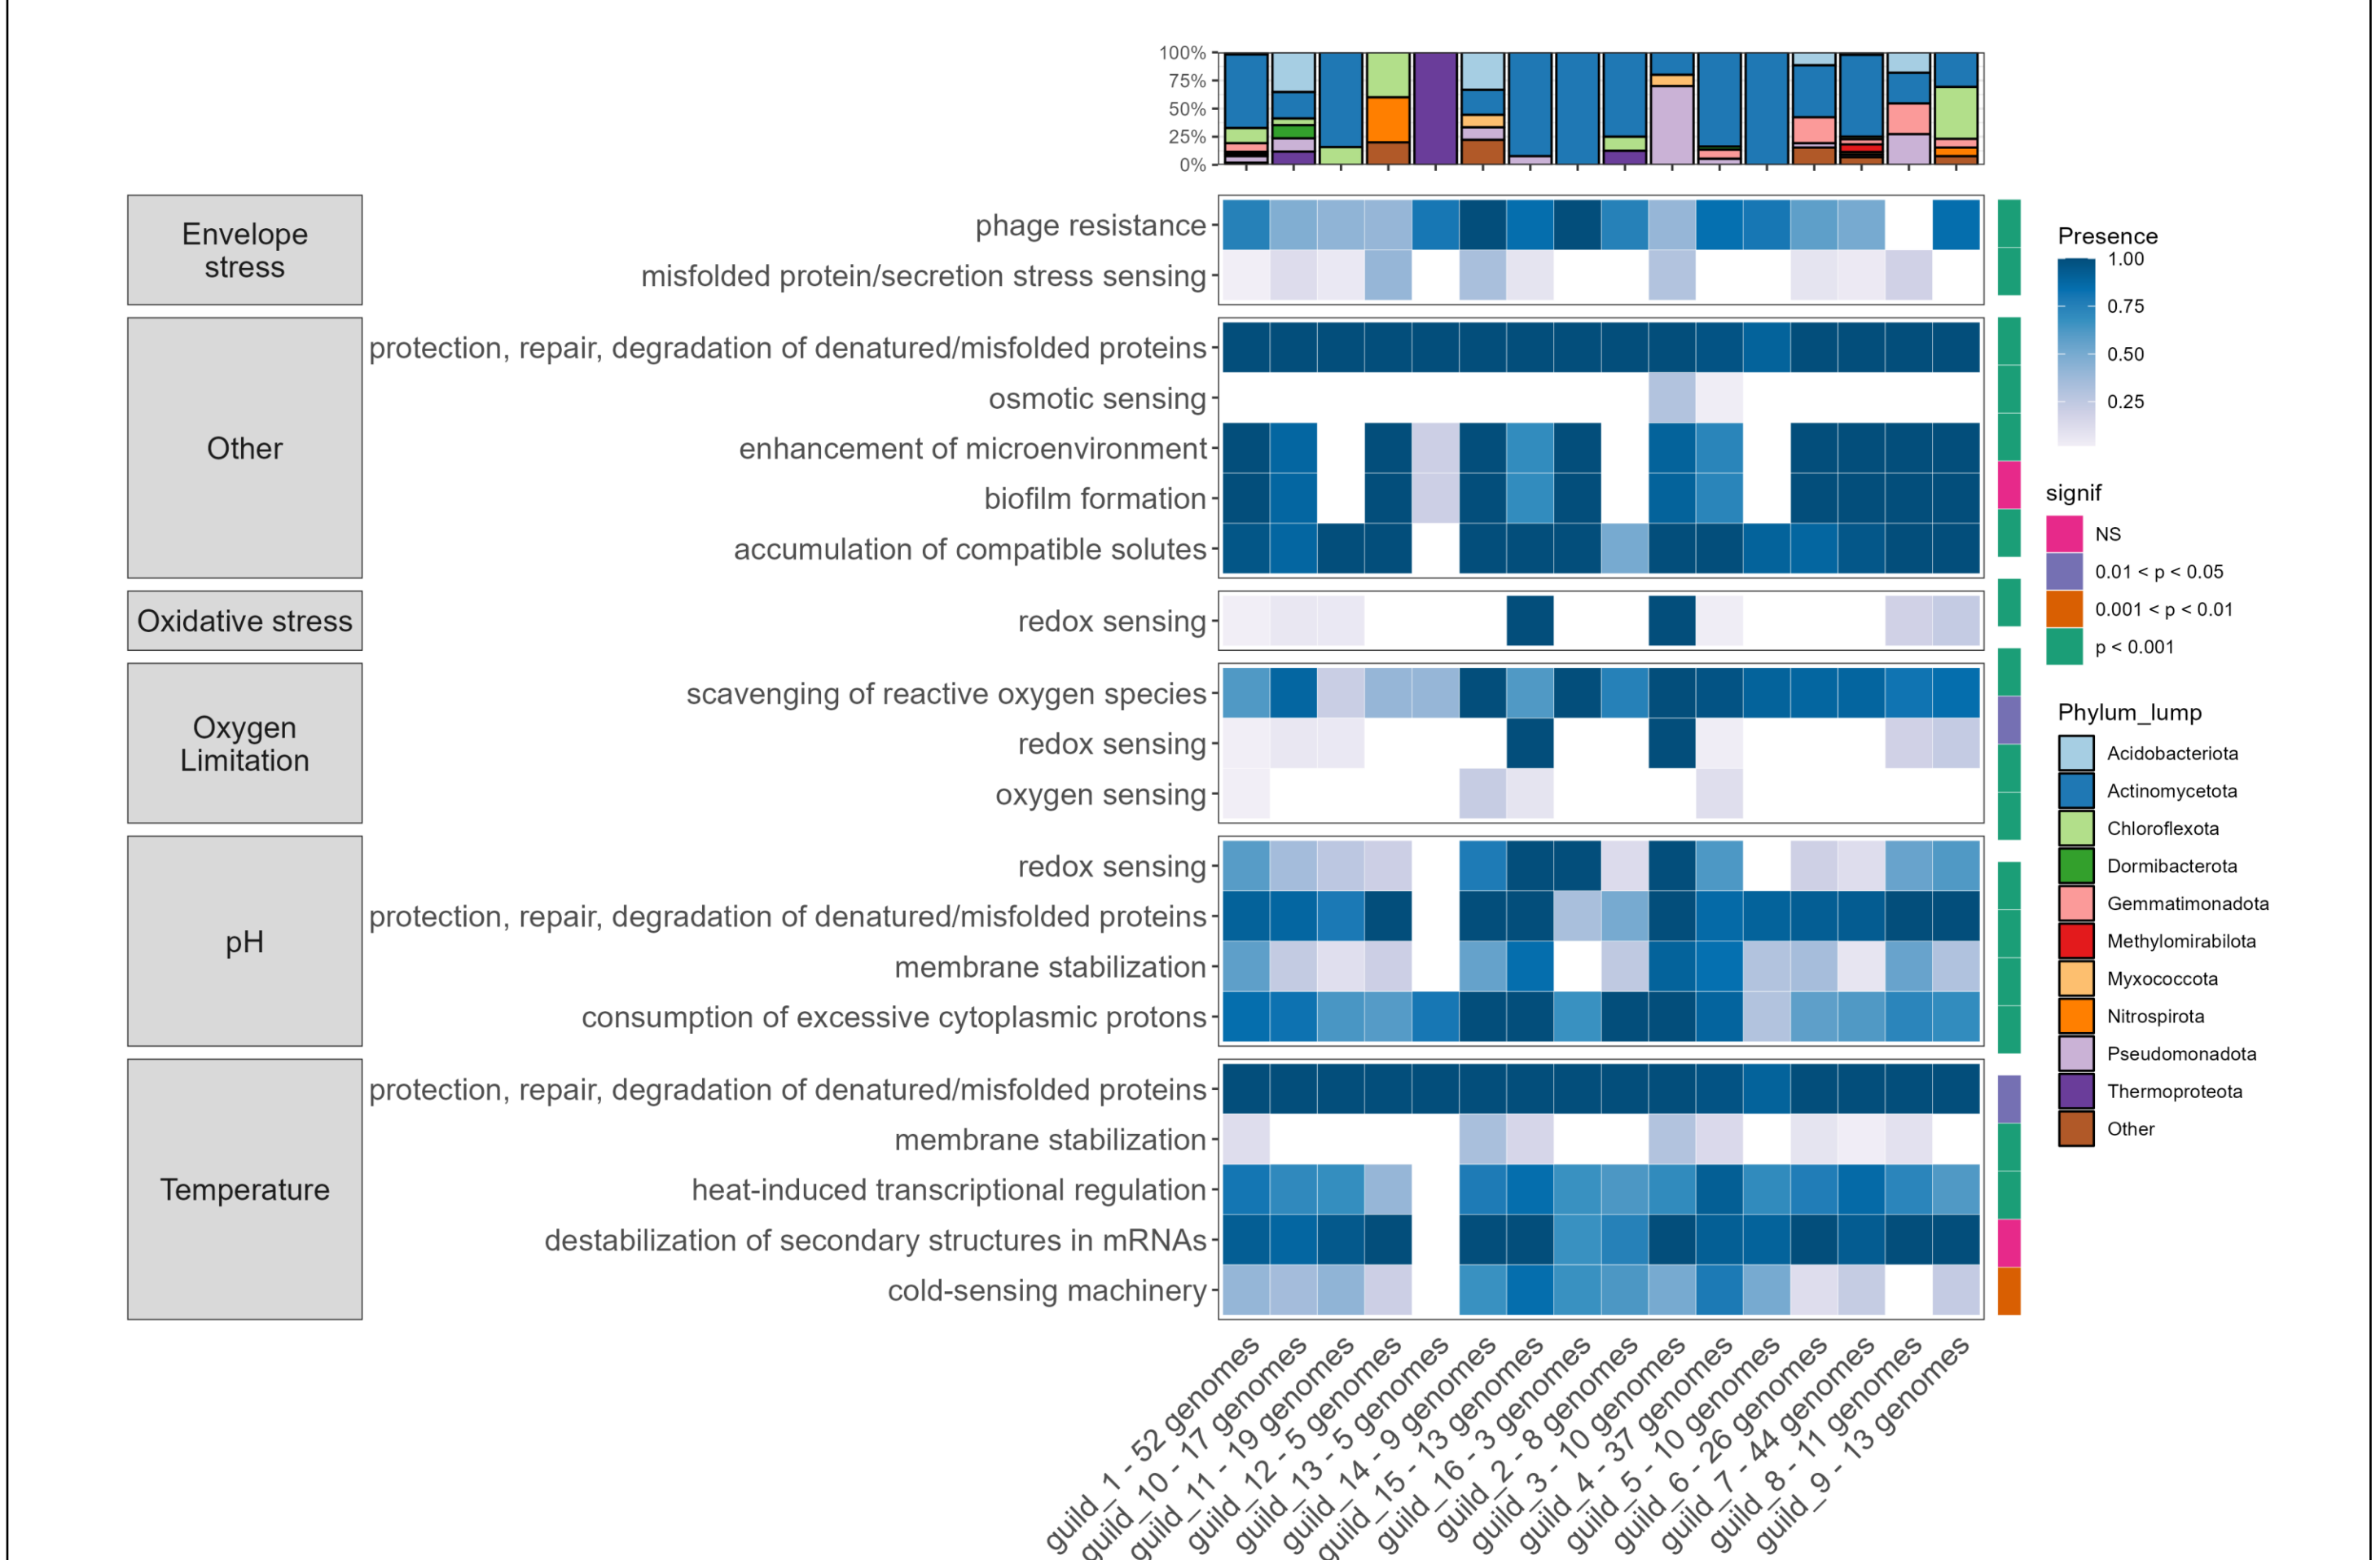 100%
75%
50%
25%
0%
Envelope
stress
phage resistance
misfolded protein/secretion stress sensing
Other
protection, repair, degradation of denatured/misfolded proteins
osmotic sensing
enhancement of microenvironment
biofilm formation
accumulation of compatible solutes
Oxidative stress
redox sensing
Oxygen
Limitation
scavenging of reactive oxygen species
redox sensing
oxygen sensing
pH
redox sensing
protection, repair, degradation of denatured/misfolded proteins
membrane stabilization
consumption of excessive cytoplasmic protons
Temperature
protection, repair, degradation of denatured/misfolded proteins
membrane stabilization
heat-induced transcriptional regulation
destabilization of secondary structures in mRNAs
cold-sensing machinery
guild_1 - 52 genomes
guild_10 - 17 genomes
guild_11 - 19 genomes
guild_12 - 5 genomes
guild_13 - 5 genomes
guild_14 - 9 genomes
guild_15 - 13 genomes
guild_16 - 3 genomes
guild_2 - 8 genomes
guild_3 - 10 genomes
guild_4 - 37 genomes
guild_5 - 10 genomes
guild_6 - 26 genomes
guild_7 - 44 genomes
guild_8 - 11 genomes
guild_9 - 13 genomes
Presence
1.00
0.75
0.50
0.25
signif
NS
0.01 < p < 0.05
0.001 < p < 0.01
p < 0.001
Phylum_lump
Acidobacteriota
Actinomycetota
Chloroflexota
Dormibacterota
Gemmatimonadota
Methylomirabilota
Myxococcota
Nitrospirota
Pseudomonadota
Thermoproteota
Other